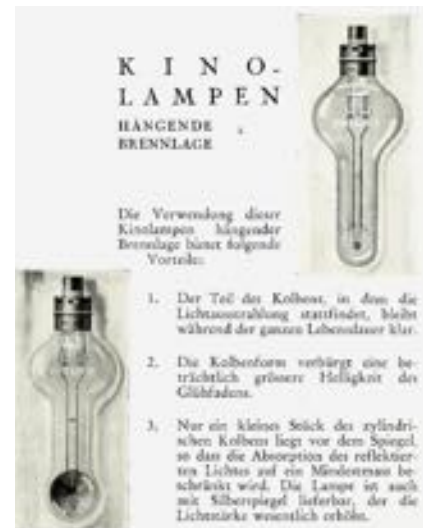 KINO-
LAMPEN
HÄNGENDE
BRENNLAGE
Die Verwendung dieser
Kinolampen hängender
Brennlage bietet folgende
Vorteile:
1. Der Teil des Kolbens, in dem die
Lichtausstrahlung stattfindet, bleibt
während der ganzen Lebensdauer klar.
2. Die Kolbenform verbürgt eine be-
trächtlich grössere Helligkeit des
Glühfadens.
3. Nur ein kleines Stück des zylindri-
schen Kolbens liegt vor dem Spiegel,
so dass die Absorption des reflektier-
ten Lichtes auf ein Mindestmass be-
schränkt wird. Die Lampe ist auch
mit Silberspiegel lieferbar, der die
Lichtstärke wesentlich erhöht.